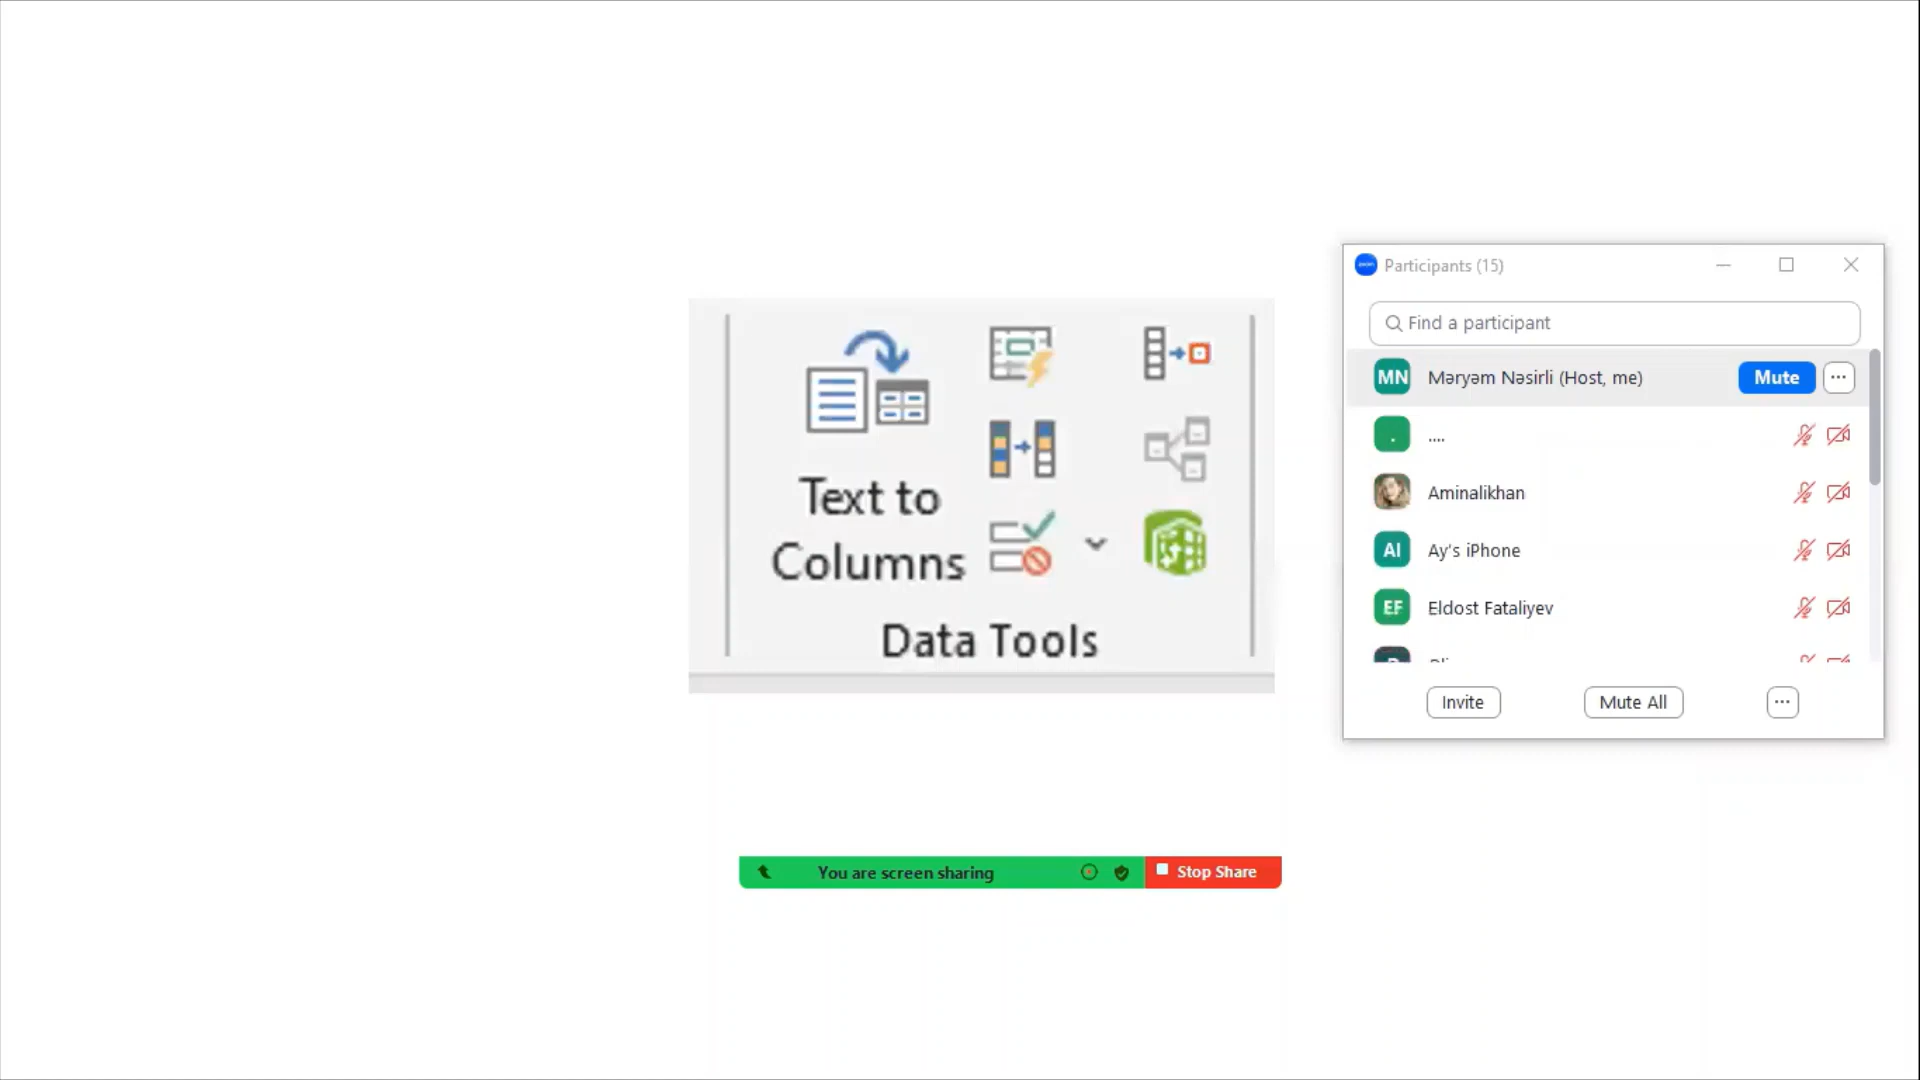 Text to
Columns
Data Tools
Participants (15)
Find a participant
MN Məryəm Nəsirli (Host, me) Mute
. ....
Aminalikhan
AI Ay's iPhone
EF Eldost Fataliyev
Invite Mute All
You are screen sharing Stop Share